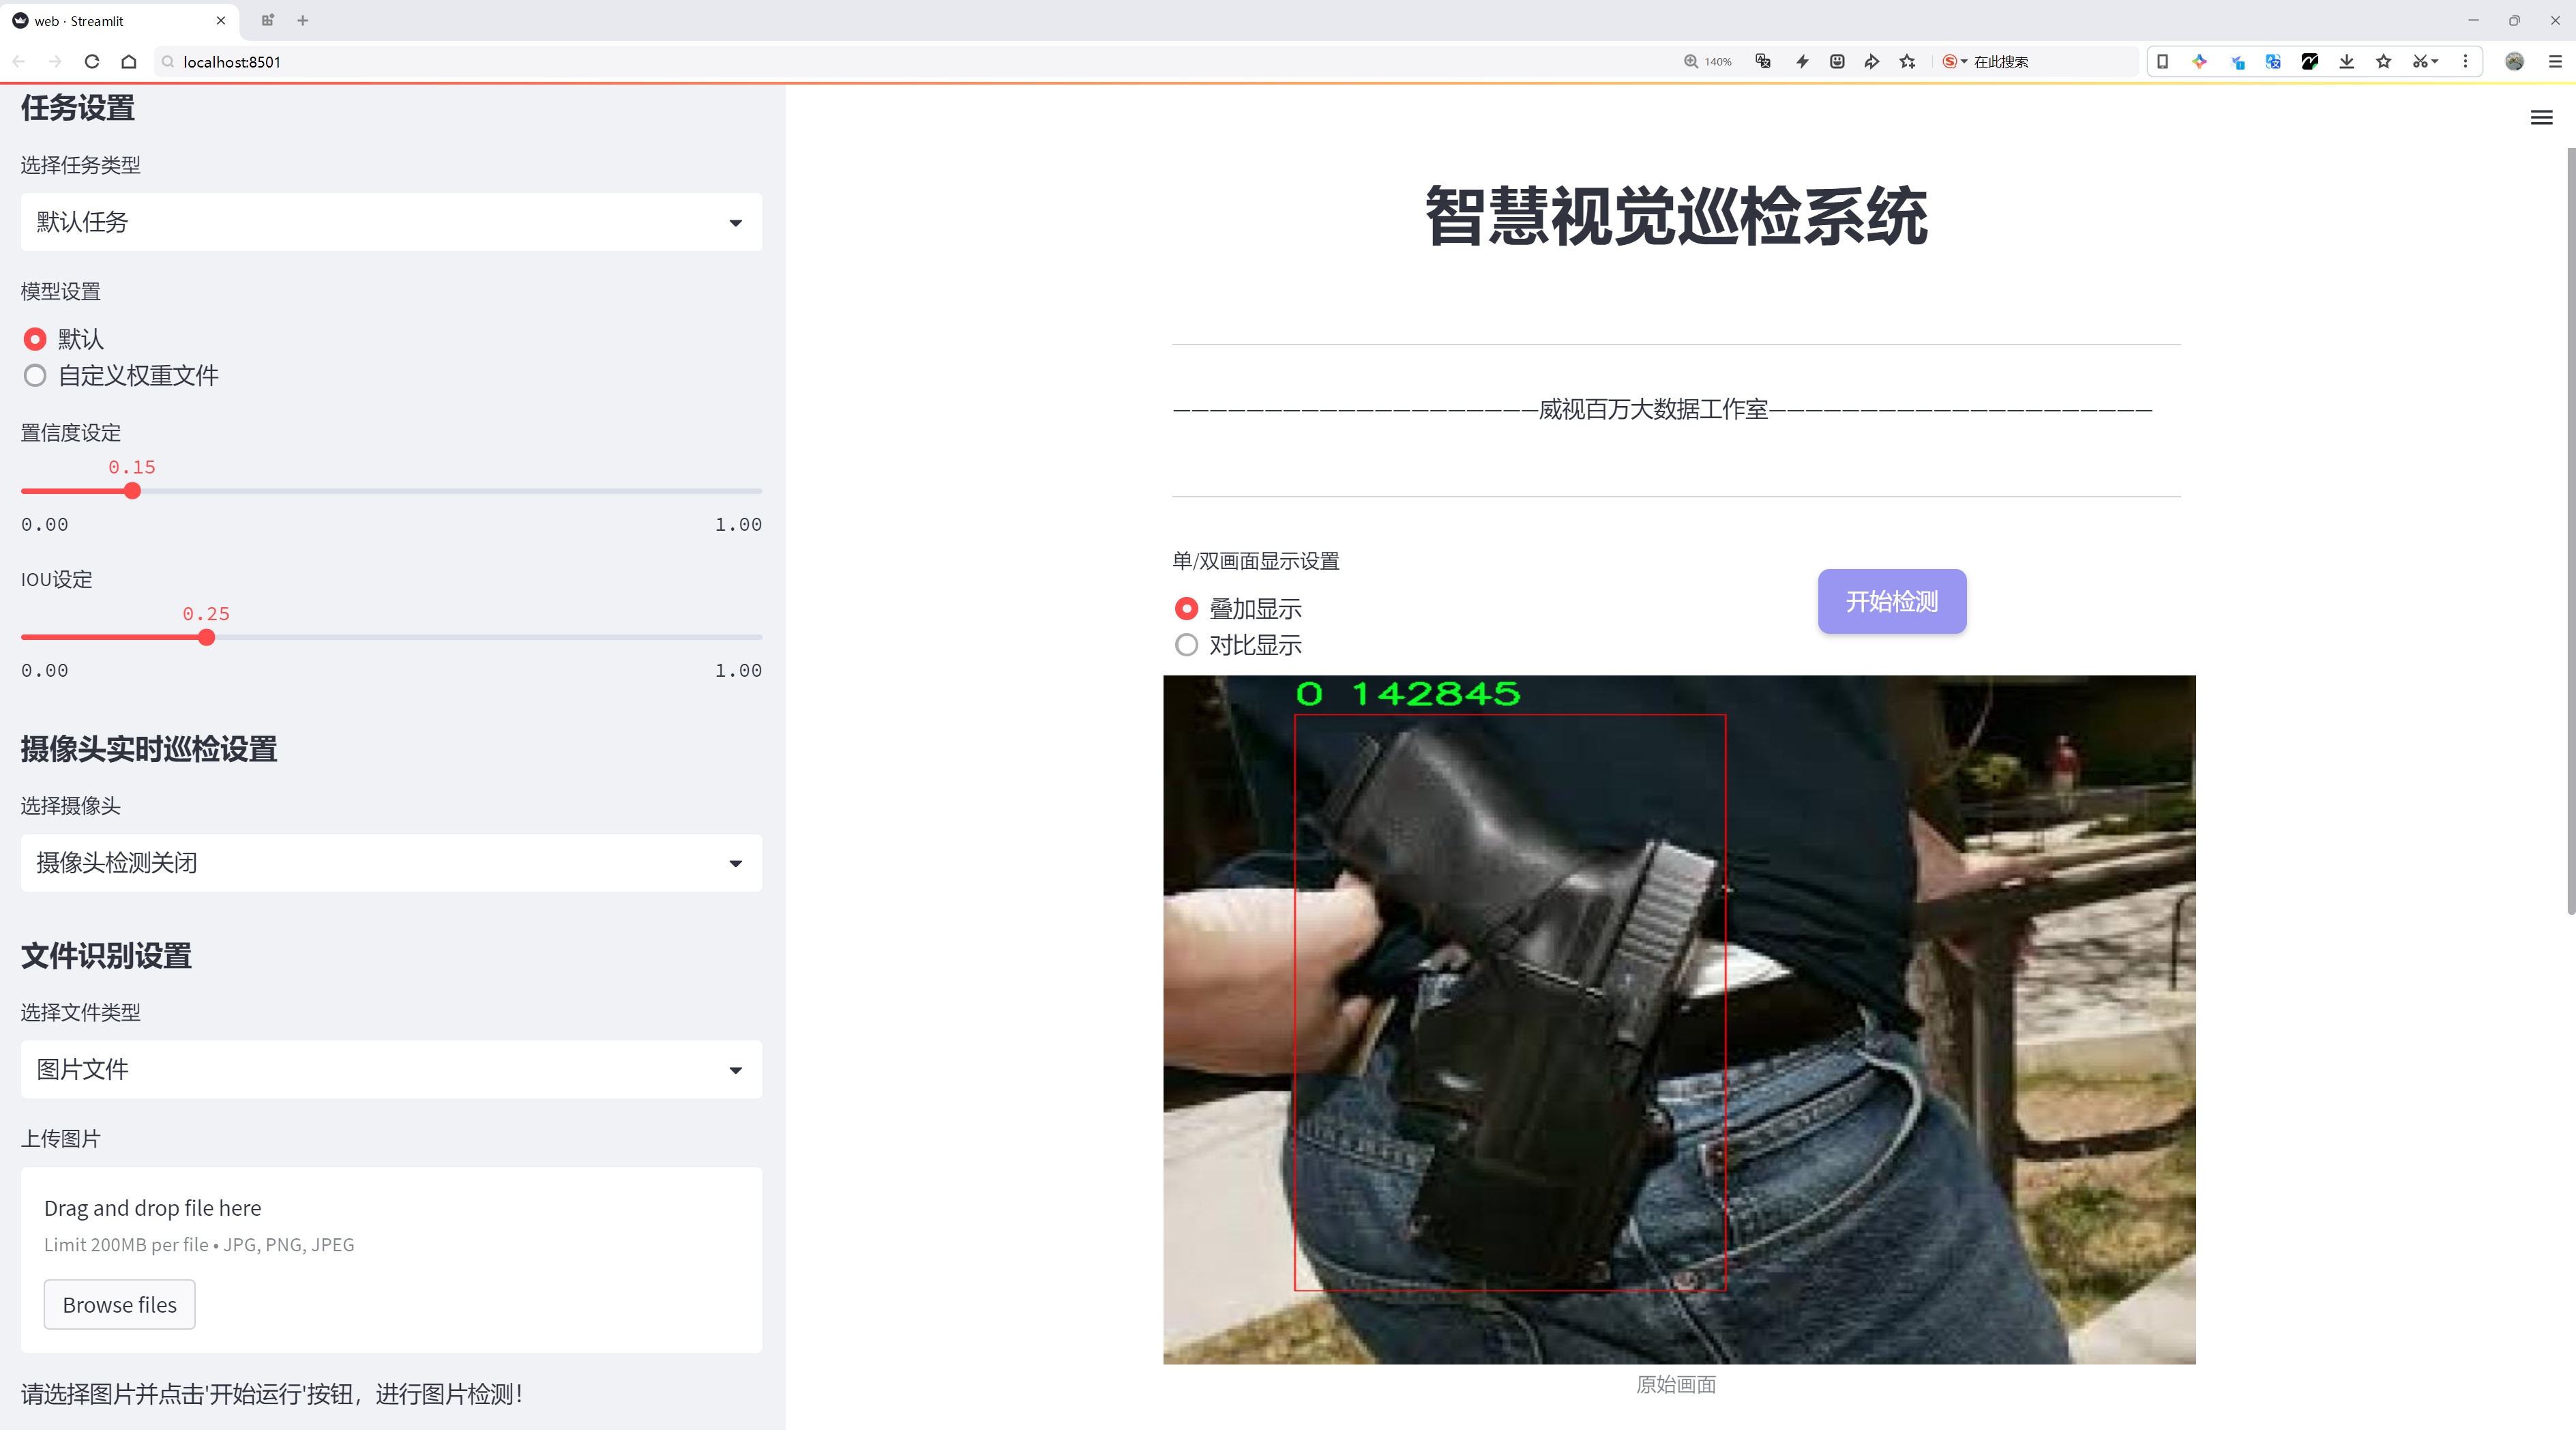 web · Streamlit
localhost:8501
140%
在此搜索
任务设置
选择任务类型
默认任务
模型设置
默认
自定义权重文件
置信度设定
0.15
0.00
1.00
IOU设定
0.25
0.00
1.00
摄像头实时巡检设置
选择摄像头
摄像头检测关闭
文件识别设置
选择文件类型
图片文件
上传图片
Drag and drop file here
Limit 200MB per file • JPG, PNG, JPEG
Browse files
请选择图片并点击'开始运行'按钮，进行图片检测！
智慧视觉巡检系统
—————————————————————威视百万大数据工作室—————————————————————
单/双画面显示设置
叠加显示
对比显示
开始检测
0 142845
原始画面